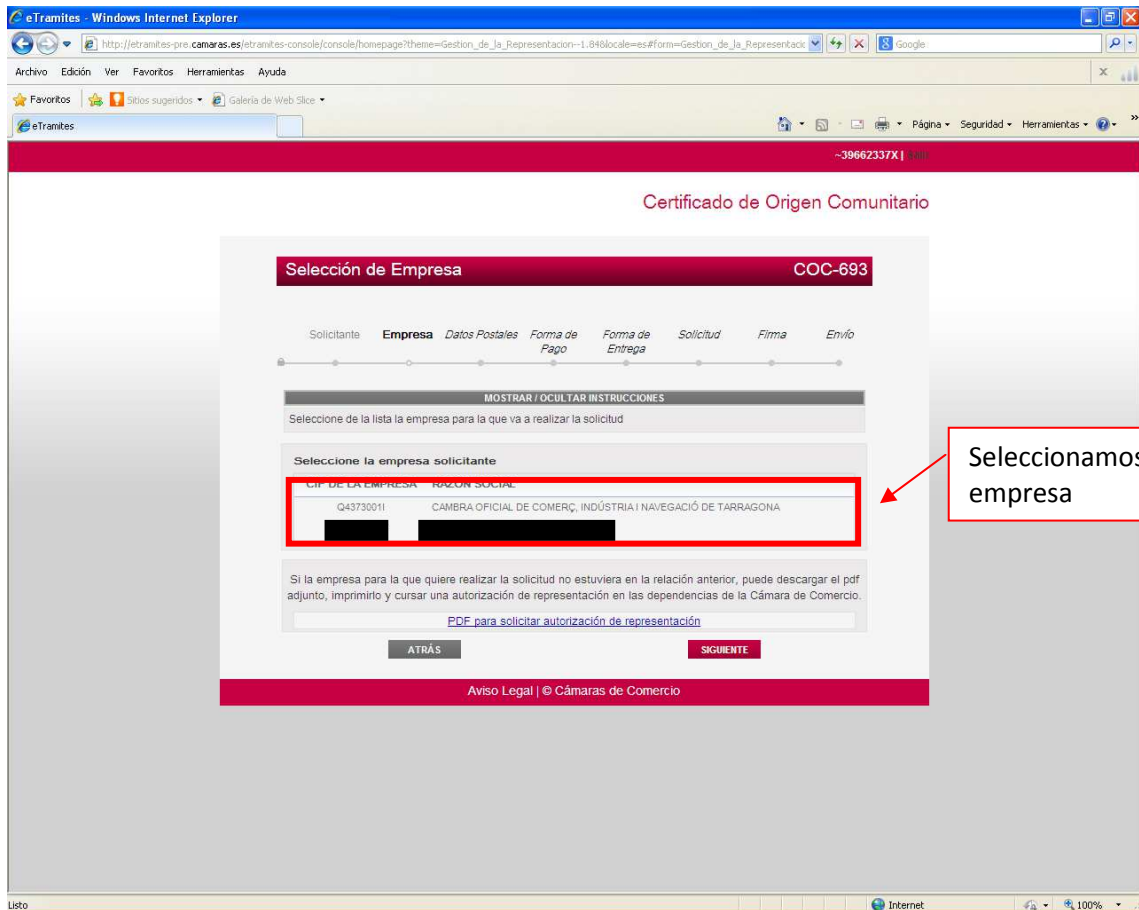 eTramites - Windows Internet Explorer
http://etramites-pre.camaras.es/etramites-console/console/homepage?theme=Gestion_de_la_Representacion--1.84&locale=es#form=Gestion_de_la_Representacic
Google
Archivo Edición Ver Favoritos Herramientas Ayuda
Favoritos Sitios sugeridos Galería de Web Slice
eTramites
Página Seguridad Herramientas
~39662337X |
Certificado de Origen Comunitario
Selección de Empresa COC-693
Solicitante Empresa Datos Postales Forma de Pago Forma de Entrega Solicitud Firma Envío
MOSTRAR / OCULTAR INSTRUCCIONES
Seleccione de la lista la empresa para la que va a realizar la solicitud
Seleccione la empresa solicitante
CIF DE LA EMPRESA RAZÓN SOCIAL
Q4373001I CAMBRA OFICIAL DE COMERÇ, INDÚSTRIA I NAVEGACIÓ DE TARRAGONA
Seleccionamos
empresa
Si la empresa para la que quiere realizar la solicitud no estuviera en la relación anterior, puede descargar el pdf
adjunto, imprimirlo y cursar una autorización de representación en las dependencias de la Cámara de Comercio.
PDF para solicitar autorización de representación
ATRÁS SIGUIENTE
Aviso Legal | © Cámaras de Comercio
Listo Internet 100%